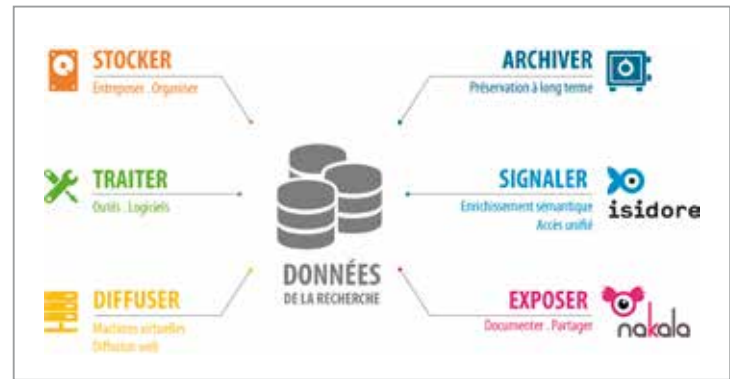 STOCKER
Entreposer . Organiser
TRAITER
Outils . Logiciels
DIFFUSER
Machines virtuelles
Diffusion web
DONNÉES
DE LA RECHERCHE
ARCHIVER
Préservation à long terme
SIGNALER
Enrichissement sémantique
Accès unifié
isidore
EXPOSER
Documenter . Partager
nakala